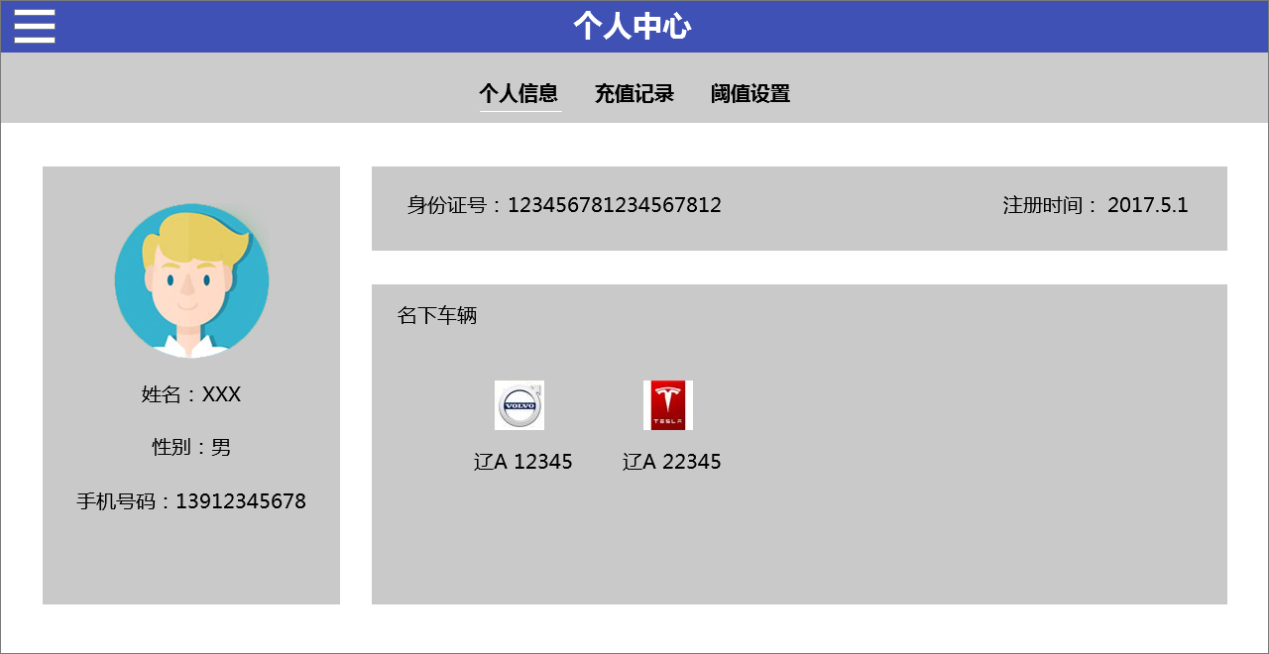 个人中心
个人信息 充值记录 阈值设置
身份证号：123456781234567812 注册时间： 2017.5.1
姓名：XXX
性别：男
手机号码：13912345678
名下车辆
VOLVO
TESLA
辽A 12345 辽A 22345